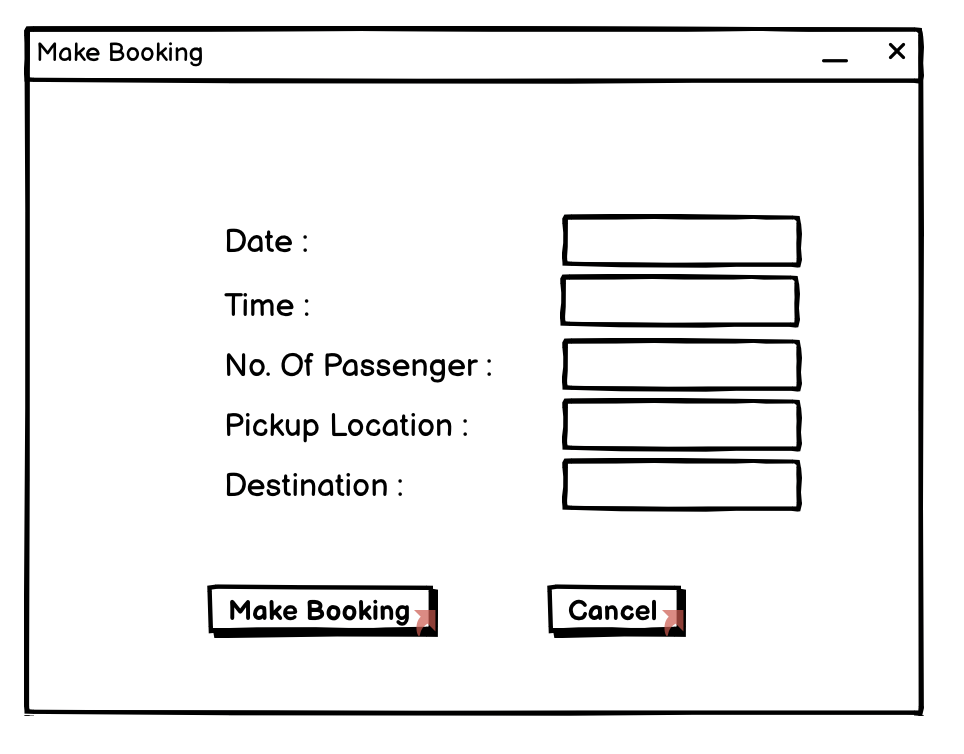 Make Booking
Date :
Time :
No. Of Passenger :
Pickup Location :
Destination :
Make Booking
Cancel